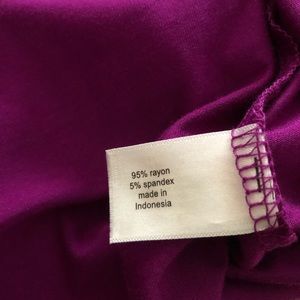 95% rayon
5% spandex
made in
Indonesia